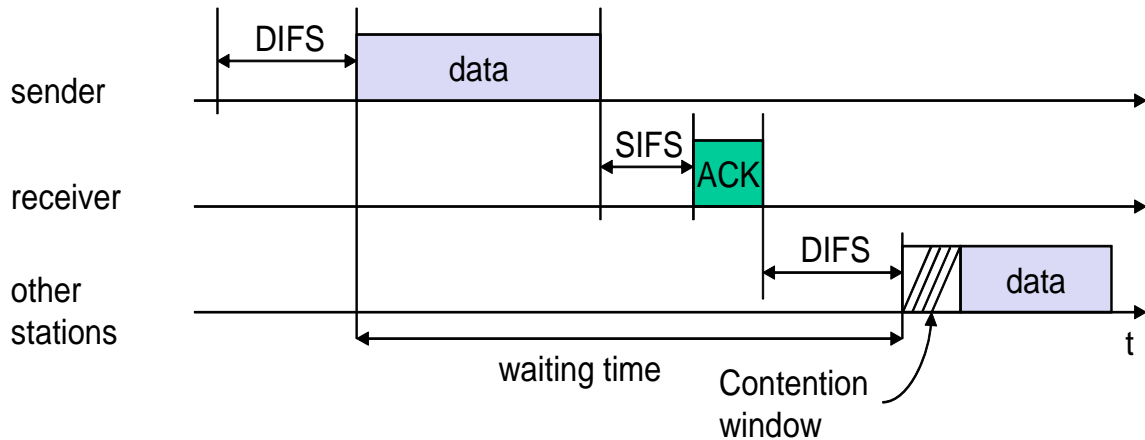 DIFS
data
sender
SIFS
ACK
receiver
DIFS
data
other
stations
t
waiting time
Contention
window